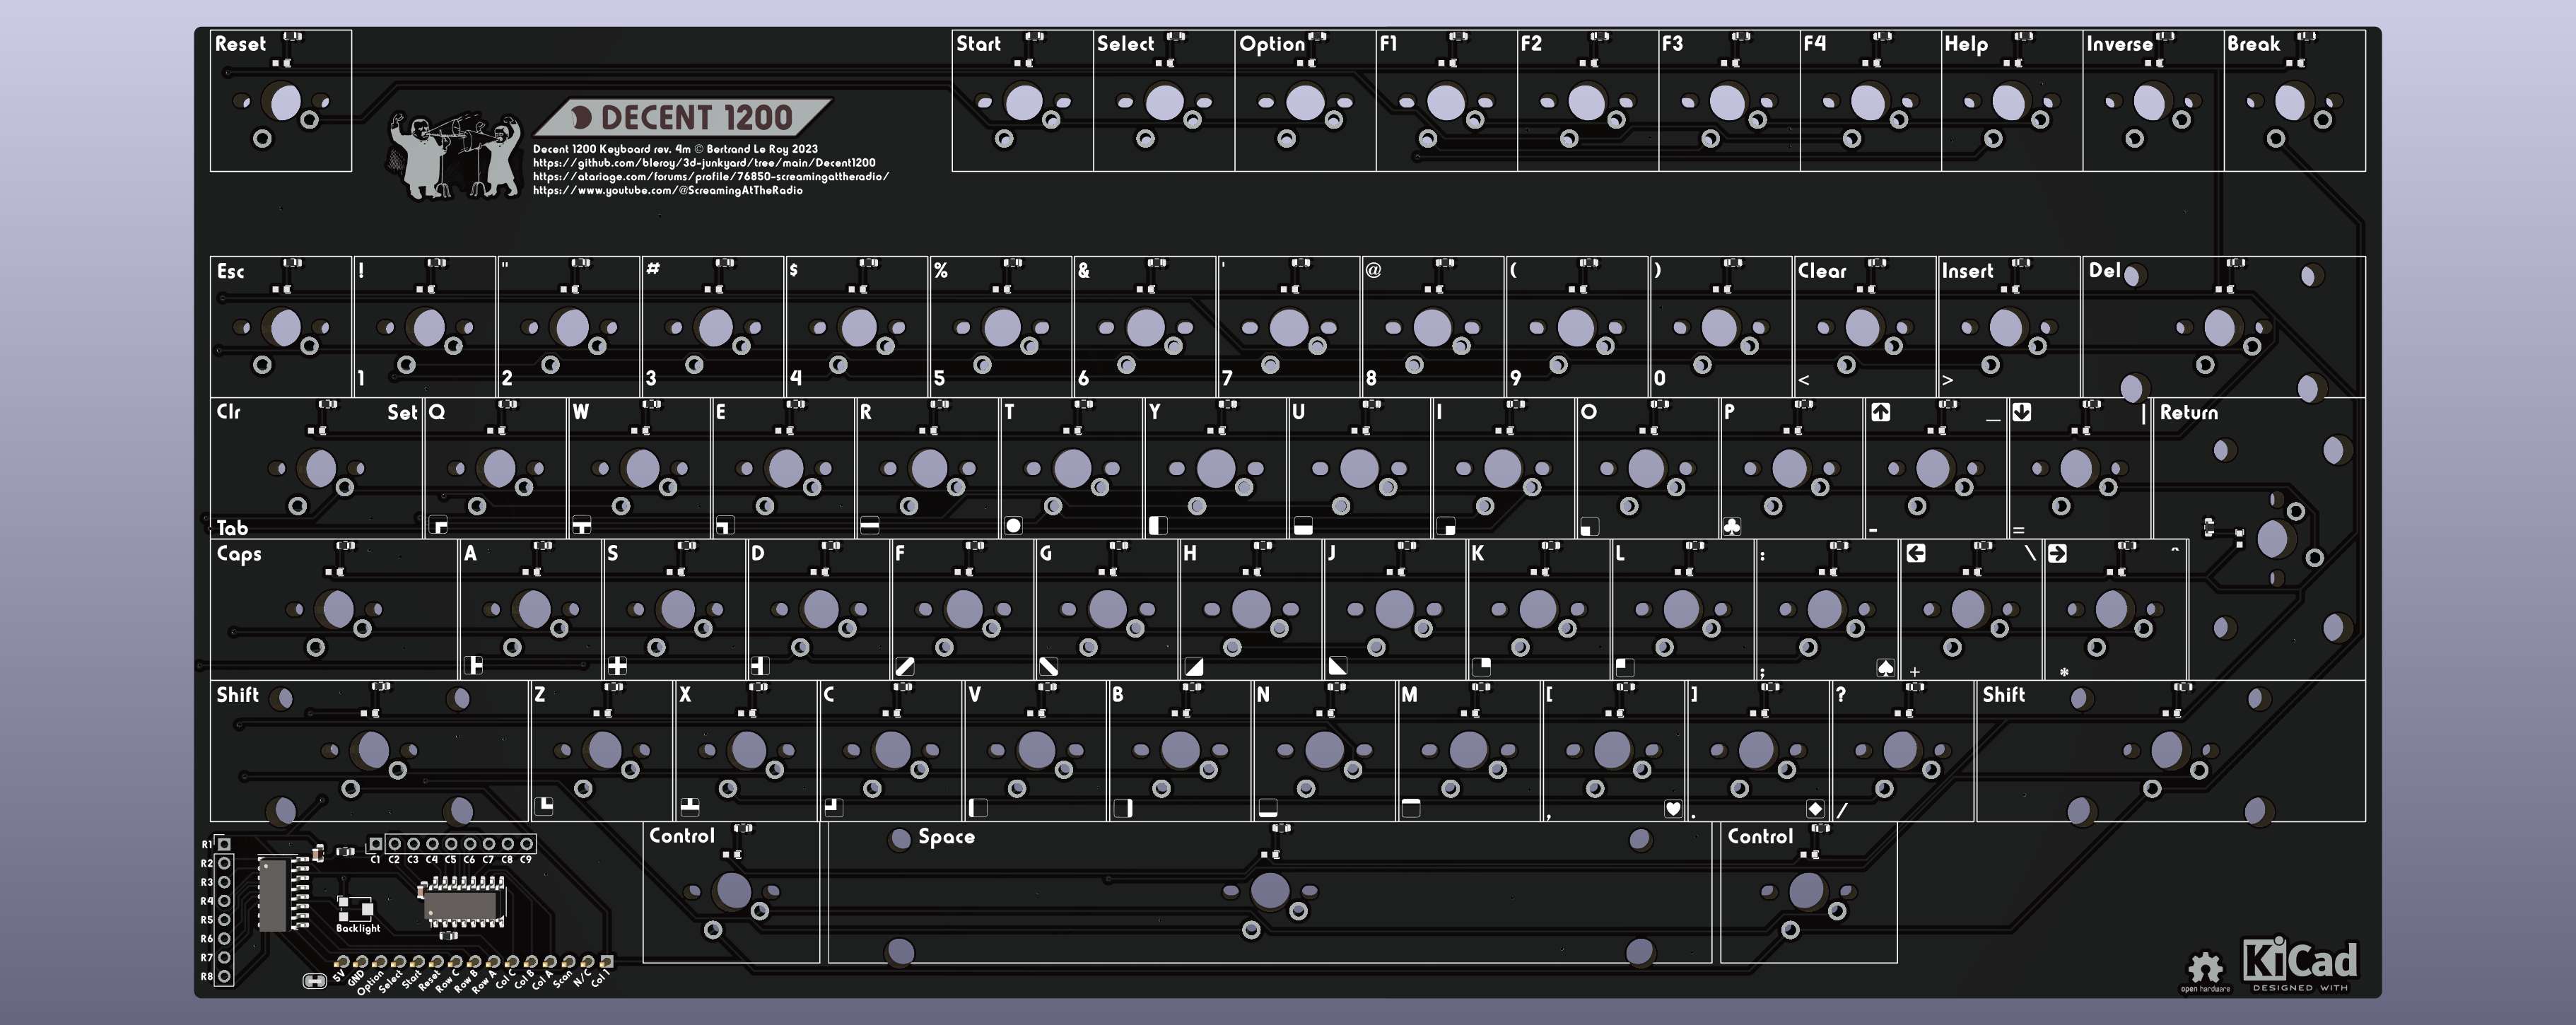 Reset Start Select Option F1 F2 F3 F4 Help Inverse Break
DECENT 1200
Decent 1200 Keyboard rev. 4m © Bertrand Le Roy 2023
https://github.com/bleroy/3d-junkyard/tree/main/Decent1200
https://atariage.com/forums/profile/76850-screamingattheradio/
https://www.youtube.com/@ScreamingAtTheRadio
Esc ! " # $ % & ' @ ( ) Clear Insert Del
1 2 3 4 5 6 7 8 9 0 < >
Clr Set Q W E R T Y U I O P _ | Return
Tab - =
Caps A S D F G H J K L : \ ^
; + *
Shift Z X C V B N M [ ] ? Shift
, . /
Control Space Control
R1
R2
R3
R4
R5
R6
R7
R8
C1 C2 C3 C4 C5 C6 C7 C8 C9
Backlight
5V GND Option Select Start Reset Row C Row B Row A Col C Col B Col A Scan N/C Col 1
open hardware
KiCad
DESIGNED WITH